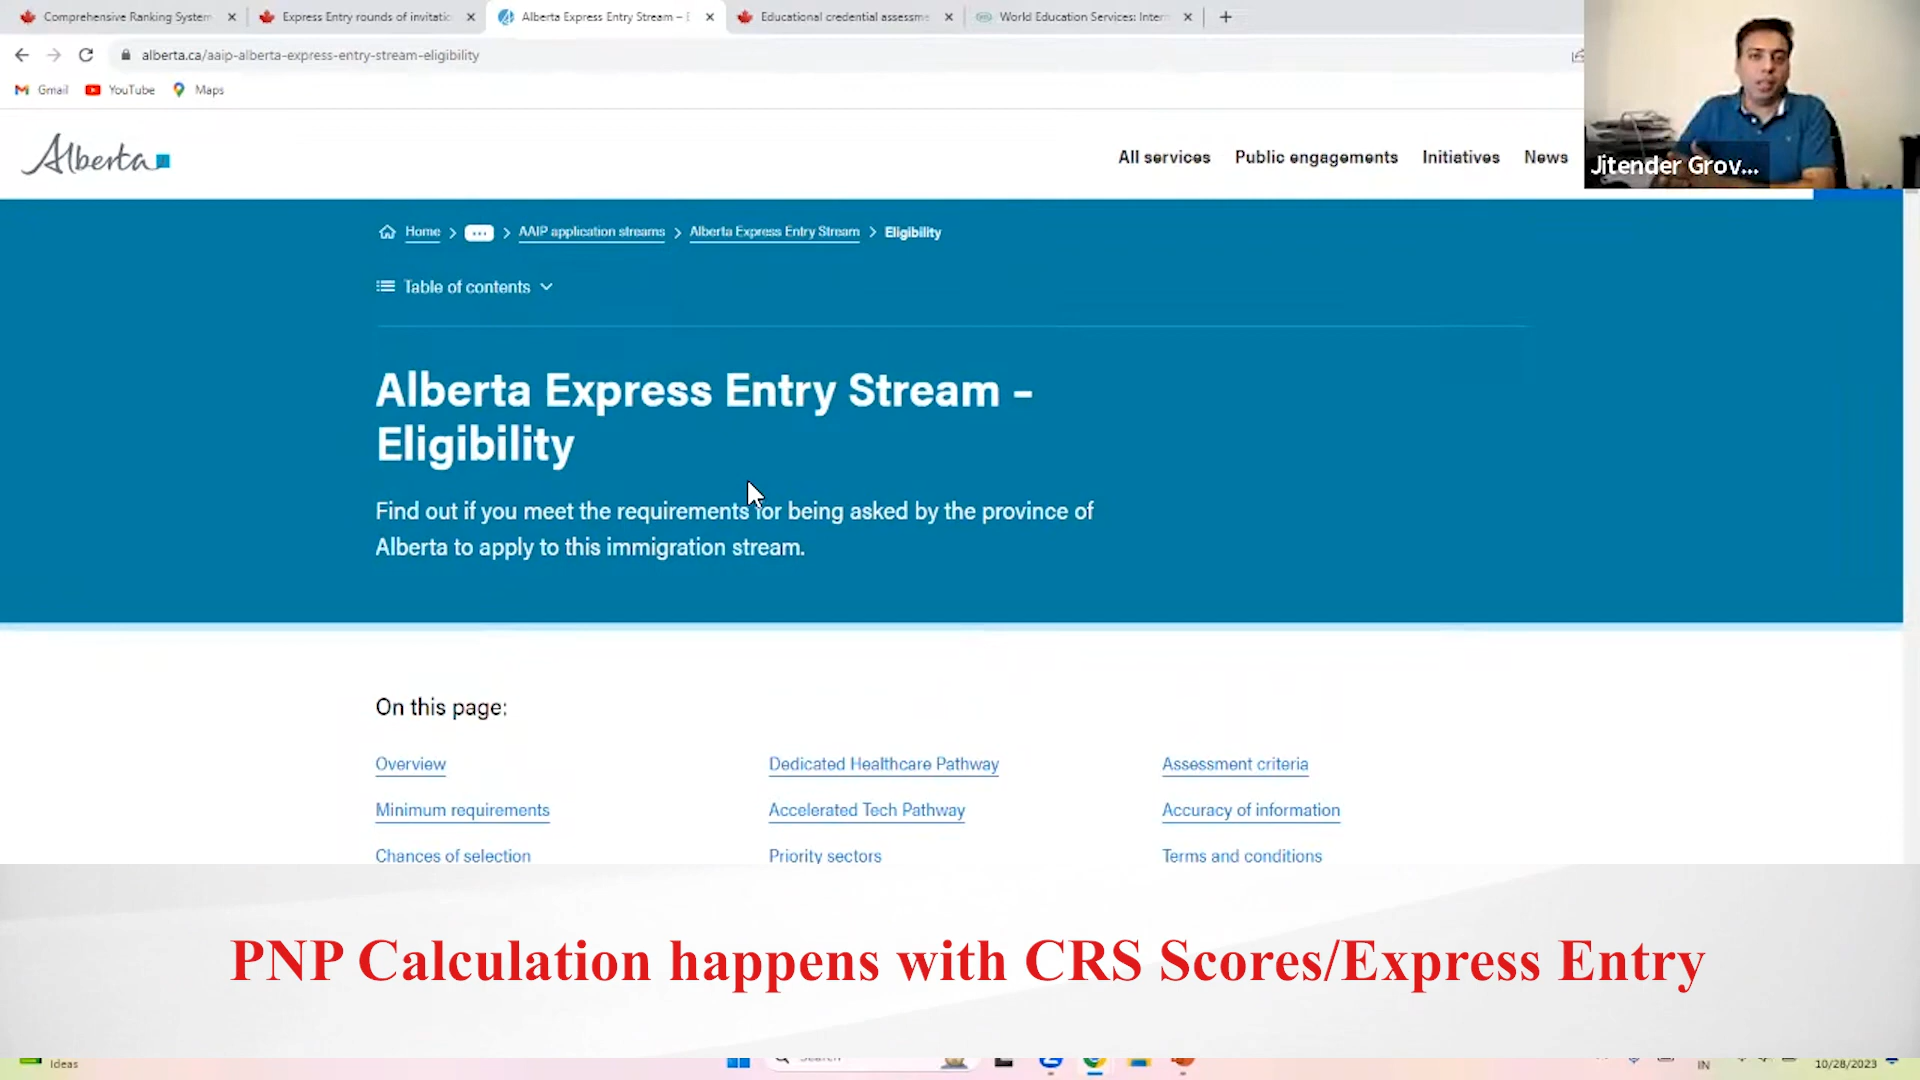 Comprehensive Ranking System
Express Entry rounds of invitatic
Alberta Express Entry Stream –
Educational credential assessme
World Education Services: Intern
alberta.ca/aaip-alberta-express-entry-stream-eligibility
Gmail
YouTube
Maps
Alberta
All services
Public engagements
Initiatives
News
Jitender Grov...
Home
...
AAIP application streams
Alberta Express Entry Stream
Eligibility
Table of contents
Alberta Express Entry Stream –
Eligibility
Find out if you meet the requirements for being asked by the province of
Alberta to apply to this immigration stream.
On this page:
Overview
Dedicated Healthcare Pathway
Assessment criteria
Minimum requirements
Accelerated Tech Pathway
Accuracy of information
Chances of selection
Priority sectors
Terms and conditions
PNP Calculation happens with CRS Scores/Express Entry
Ideas
Search
IN
10/28/2023